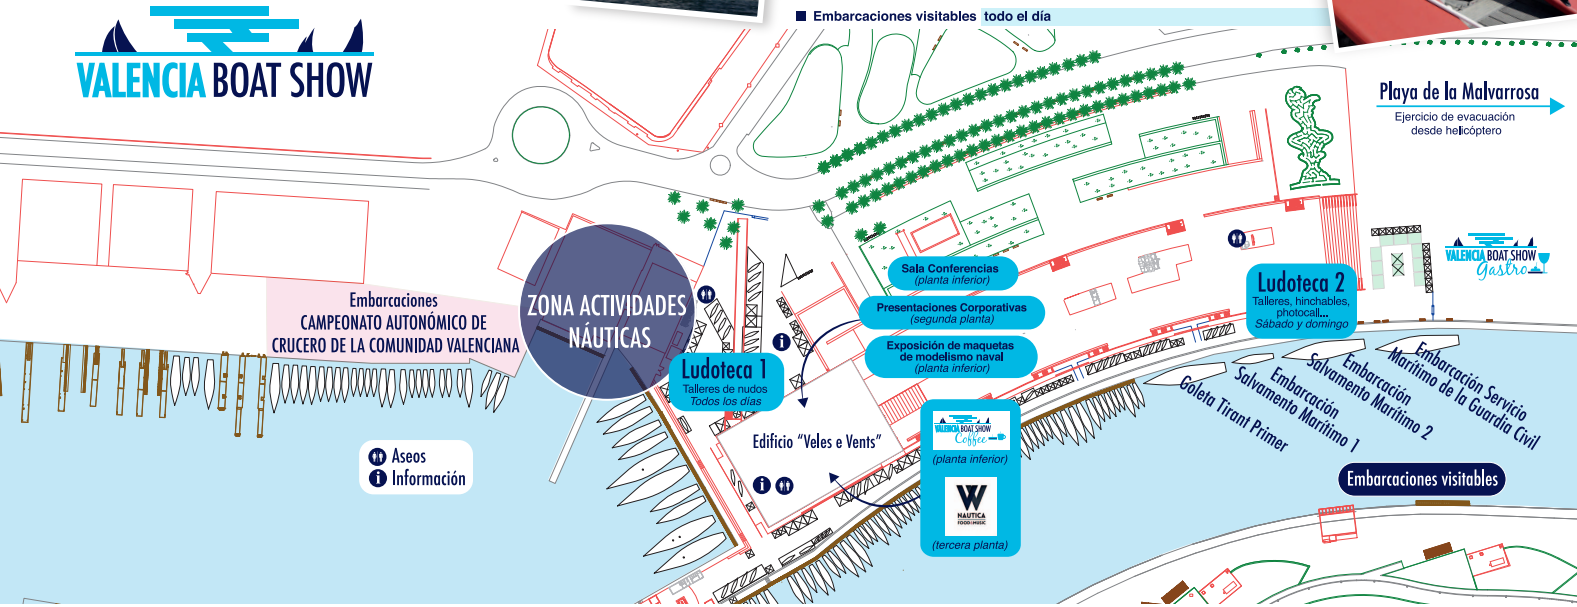 Embarcaciones visitables todo el día
VALENCIA BOAT SHOW
Playa de la Malvarrosa
Ejercicio de evacuación
desde helicóptero
VALENCIA BOAT SHOW
Gastro
Sala Conferencias
(planta inferior)
Presentaciones Corporativas
(segunda planta)
Exposición de maquetas
de modelismo naval
(planta inferior)
Ludoteca 2
Talleres, hinchables,
photocall...
Sábado y domingo
Embarcaciones
CAMPEONATO AUTONÓMICO DE
CRUCERO DE LA COMUNIDAD VALENCIANA
ZONA ACTIVIDADES
NÁUTICAS
i
Ludoteca 1
Talleres de nudos
Todos los días
Goleta Tirant Primer
Embarcación
Salvamento Marítimo 1
Embarcación
Salvamento Marítimo 2
Embarcación Servicio
Marítimo de la Guardia Civil
Edificio "Veles e Vents"
i
VALENCIA BOAT SHOW
Coffee
(planta inferior)
W
NAUTICA
FOOD&MUSIC
(tercera planta)
Aseos
i Información
Embarcaciones visitables